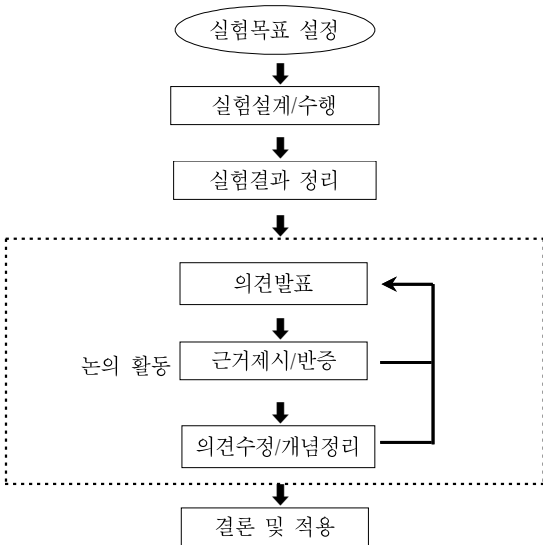 실험목표 설정
실험설계/수행
실험결과 정리
의견발표
논의 활동
근거제시/반증
의견수정/개념정리
결론 및 적용